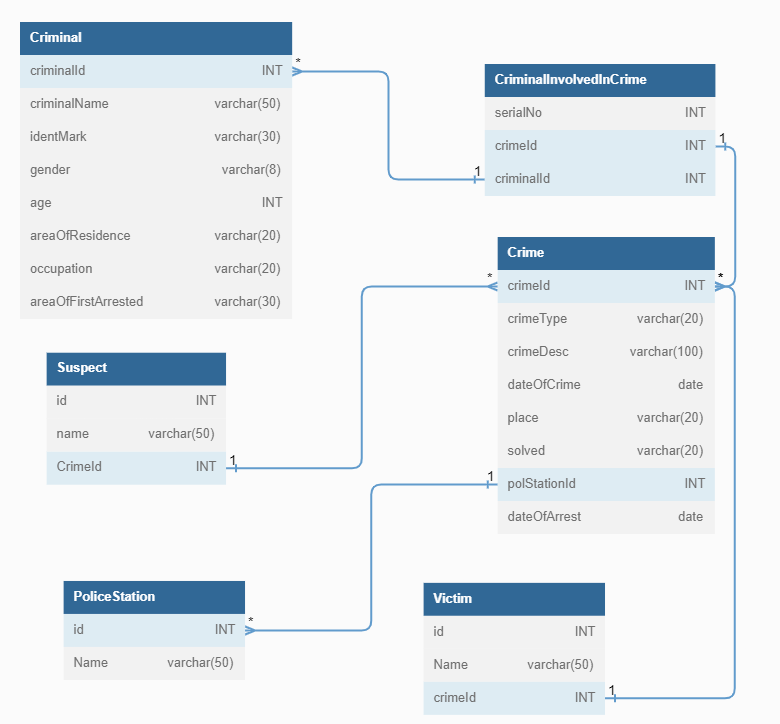 Criminal
criminalId INT
criminalName varchar(50)
identMark varchar(30)
gender varchar(8)
age INT
areaOfResidence varchar(20)
occupation varchar(20)
areaOfFirstArrested varchar(30)
*
1
CriminalInvolvedInCrime
serialNo INT
crimeId INT
criminalId INT
1
Crime
crimeId INT
crimeType varchar(20)
crimeDesc varchar(100)
dateOfCrime date
place varchar(20)
solved varchar(20)
polStationId INT
dateOfArrest date
*
*
1
Suspect
id INT
name varchar(50)
CrimeId INT
1
PoliceStation
id INT
Name varchar(50)
*
Victim
id INT
Name varchar(50)
crimeId INT
1